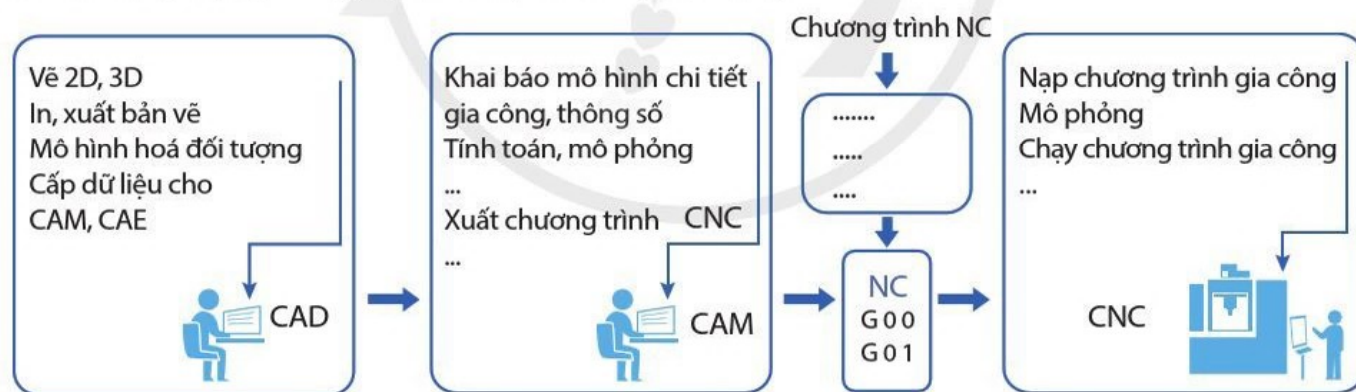 Vẽ 2D, 3D
In, xuất bản vẽ
Mô hình hoá đối tượng
Cấp dữ liệu cho
CAM, CAE
CAD
Khai báo mô hình chi tiết
gia công, thông số
Tính toán, mô phỏng
...
Xuất chương trình CNC
...
CAM
Chương trình NC
.......
.....
....
NC
G00
G01
Nạp chương trình gia công
Mô phỏng
Chạy chương trình gia công
...
CNC